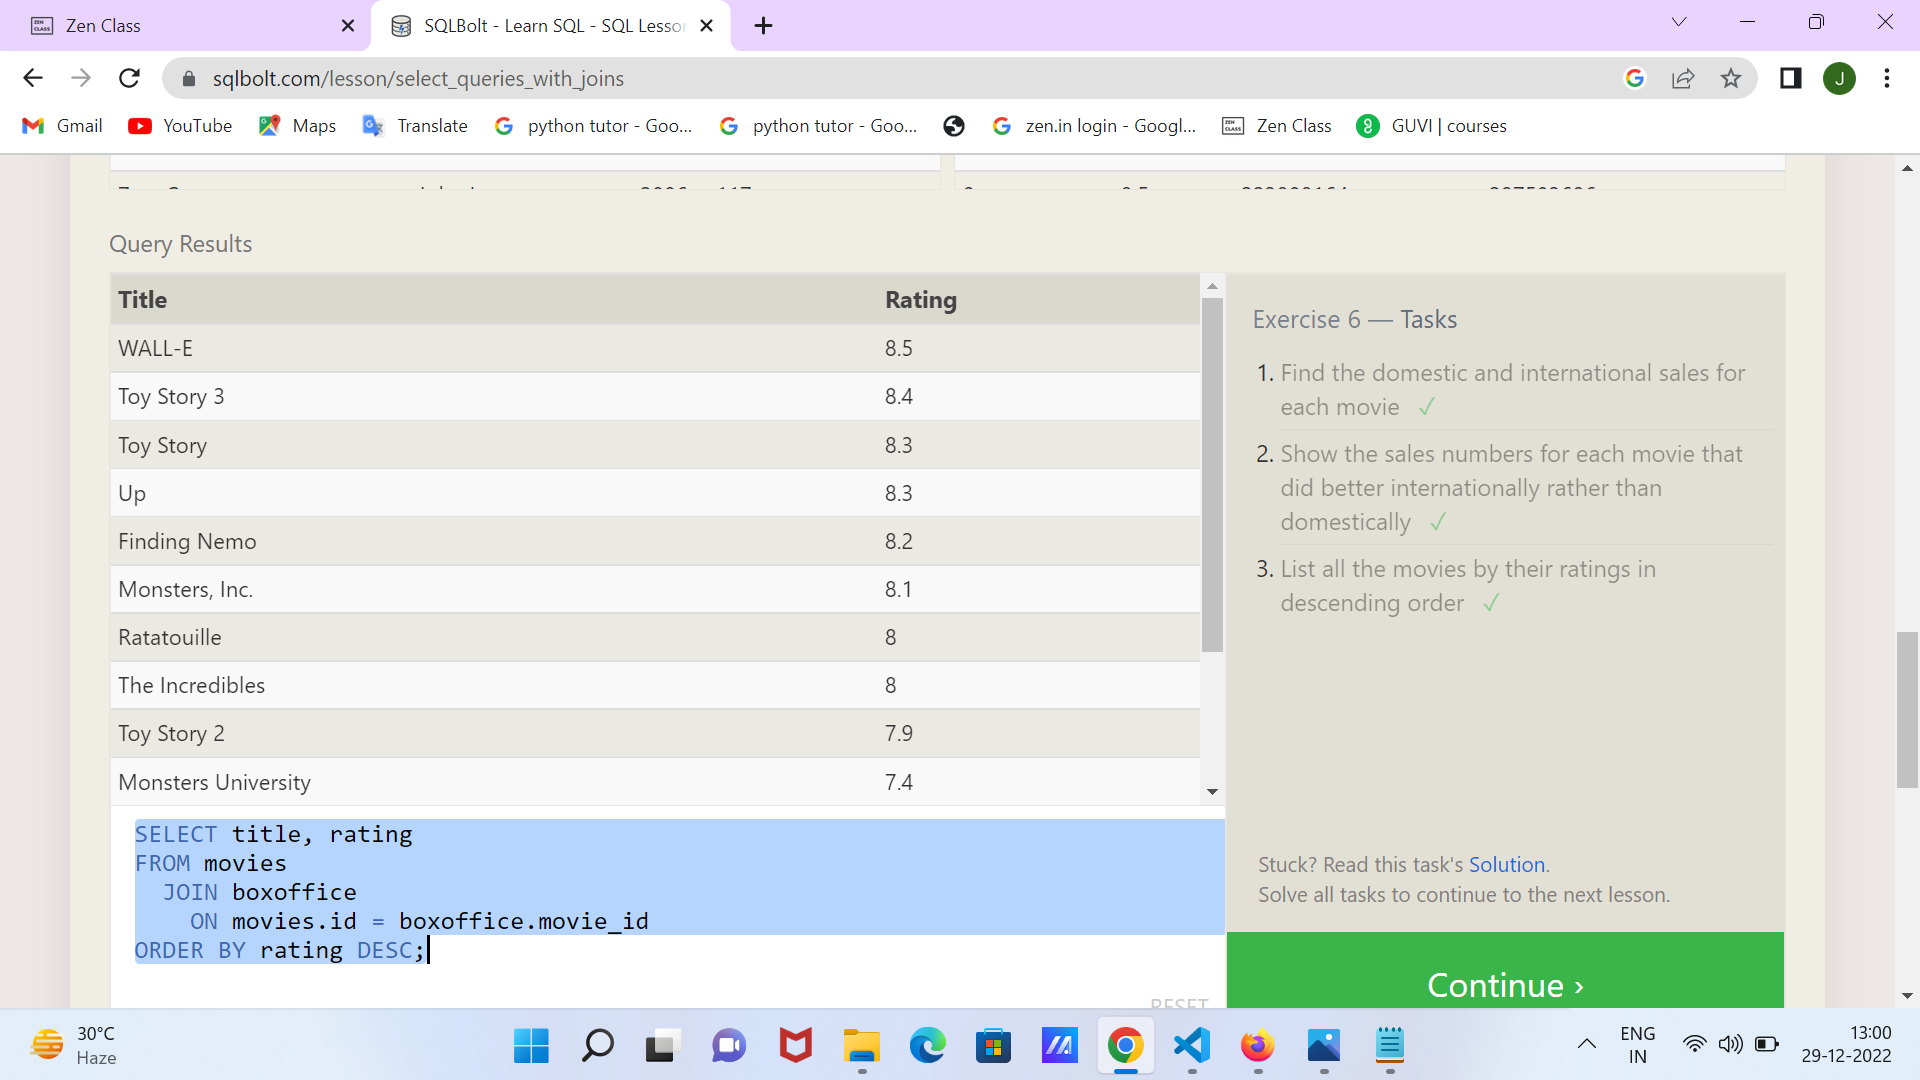 Zen Class
SQLBolt - Learn SQL - SQL Lesso
sqlbolt.com/lesson/select_queries_with_joins
J
Gmail YouTube Maps Translate python tutor - Goo... python tutor - Goo... zen.in login - Googl... Zen Class GUVI | courses
Query Results
Title Rating
WALL-E 8.5
Toy Story 3 8.4
Toy Story 8.3
Up 8.3
Finding Nemo 8.2
Monsters, Inc. 8.1
Ratatouille 8
The Incredibles 8
Toy Story 2 7.9
Monsters University 7.4
SELECT title, rating
FROM movies
JOIN boxoffice
ON movies.id = boxoffice.movie_id
ORDER BY rating DESC;
RESET
Exercise 6 — Tasks
1. Find the domestic and international sales for
each movie ✓
2. Show the sales numbers for each movie that
did better internationally rather than
domestically ✓
3. List all the movies by their ratings in
descending order ✓
Stuck? Read this task's Solution.
Solve all tasks to continue to the next lesson.
Continue ›
30°C
Haze
ENG
IN
13:00
29-12-2022